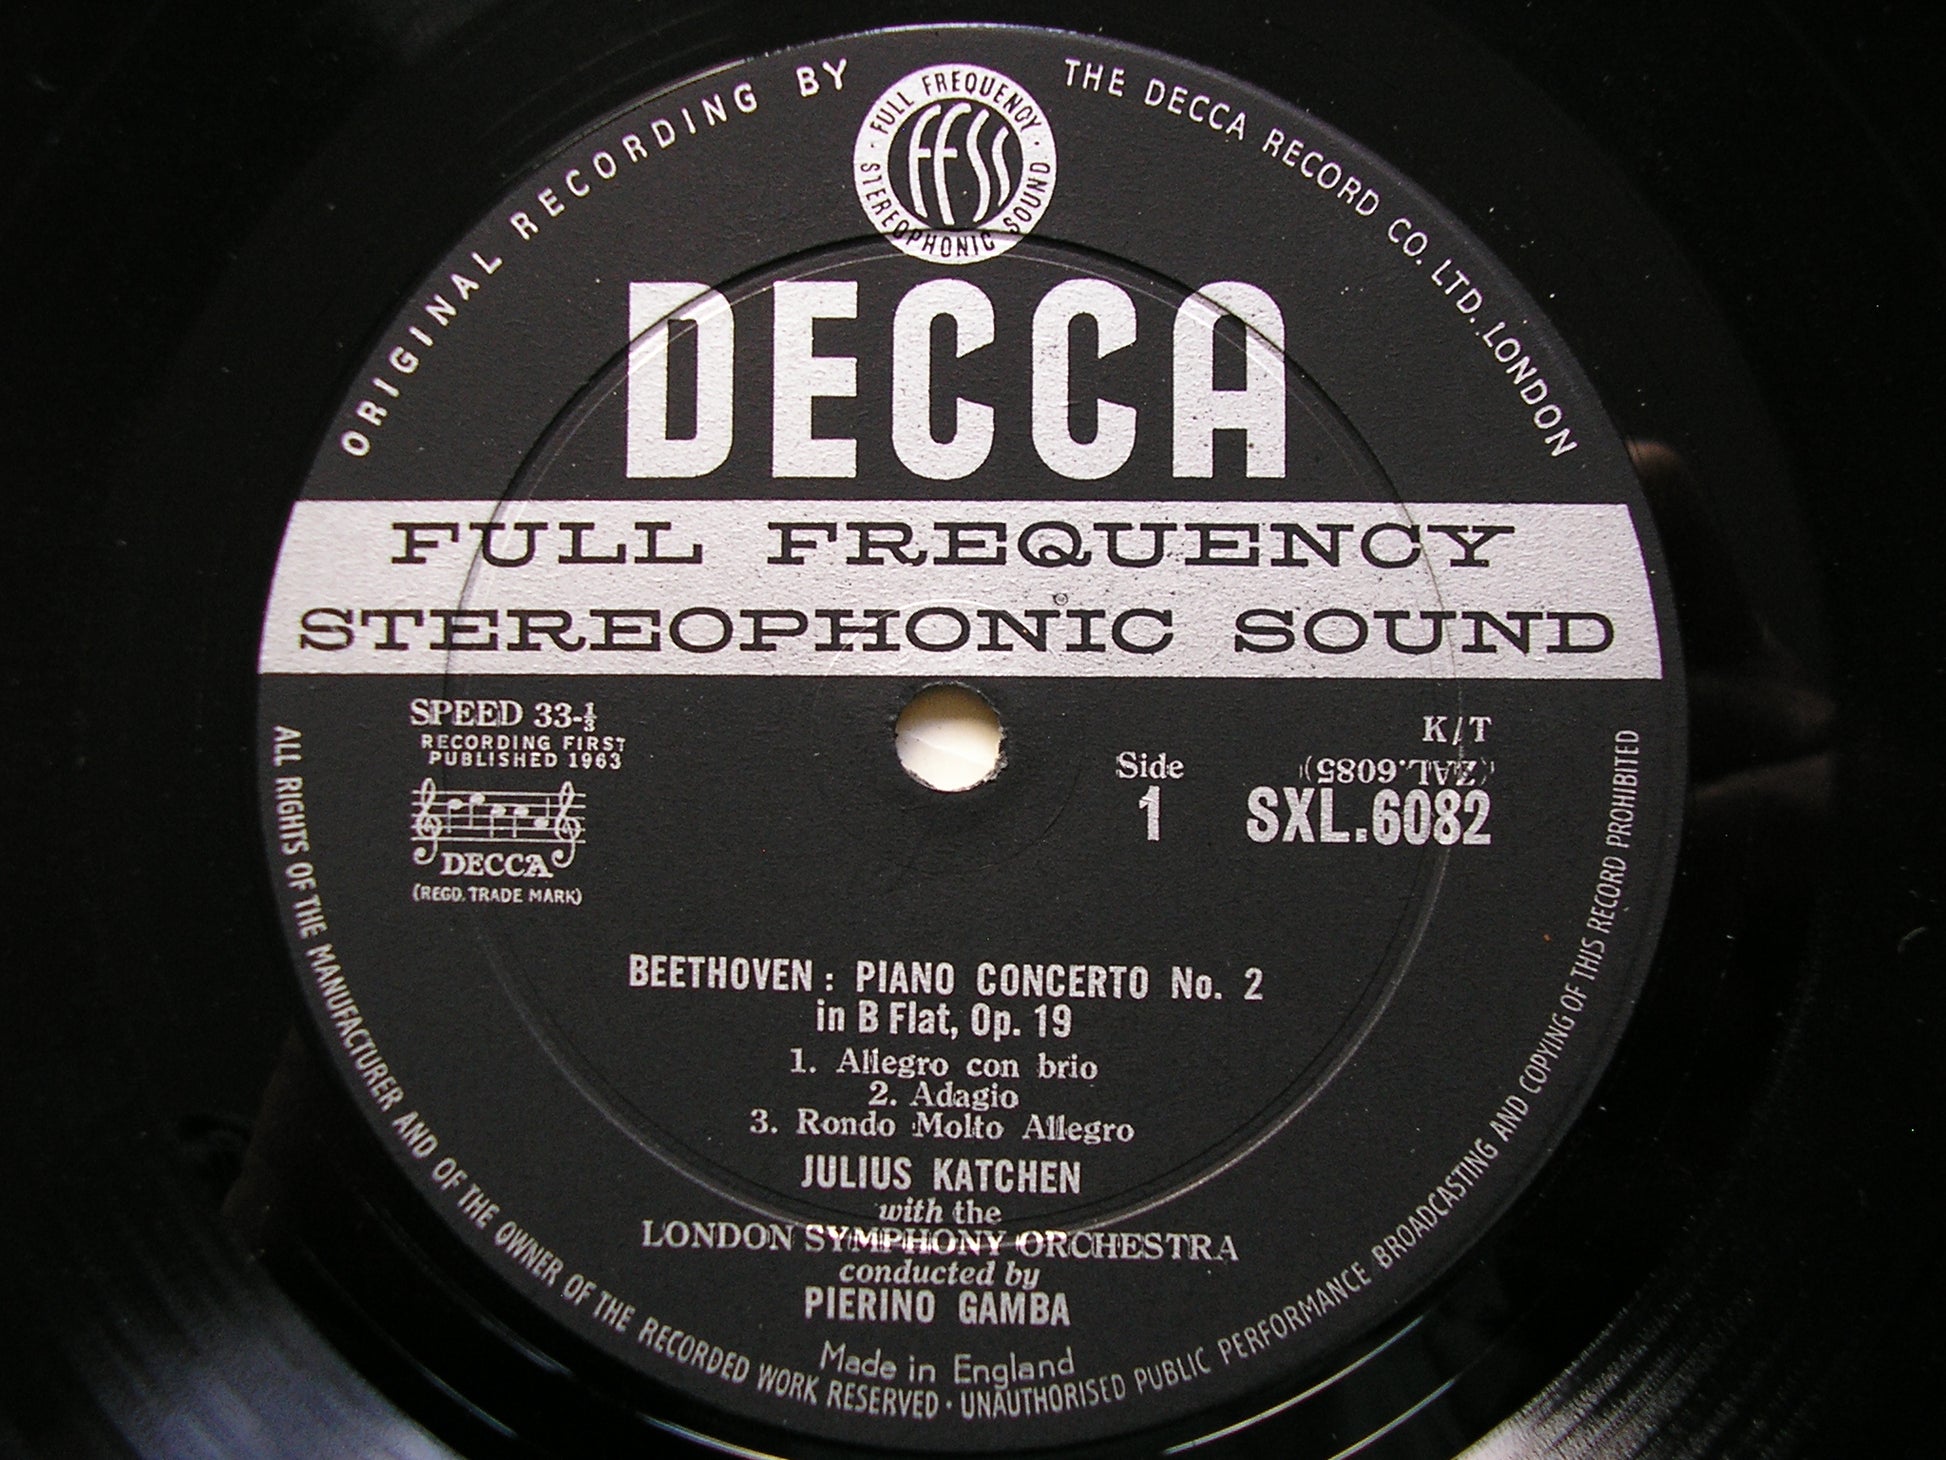 ORIGINAL RECORDING BY
THE DECCA RECORD CO. LTD. LONDON
· FULL FREQUENCY ·
STEREOPHONIC SOUND
FFSS
DECCA
FULL FREQUENCY
STEREOPHONIC SOUND
SPEED 33-⅓
RECORDING FIRST
PUBLISHED 1963
DECCA
(REGD. TRADE MARK)
K/T
Side
1
(ZAL.6085)
SXL.6082
BEETHOVEN: PIANO CONCERTO No. 2
in B Flat, Op. 19
1. Allegro con brio
2. Adagio
3. Rondo Molto Allegro
JULIUS KATCHEN
with the
LONDON SYMPHONY ORCHESTRA
conducted by
PIERINO GAMBA
Made in England
ALL RIGHTS OF THE MANUFACTURER AND OF THE OWNER OF THE RECORDED WORK RESERVED · UNAUTHORISED PUBLIC PERFORMANCE BROADCASTING AND COPYING OF THIS RECORD PROHIBITED